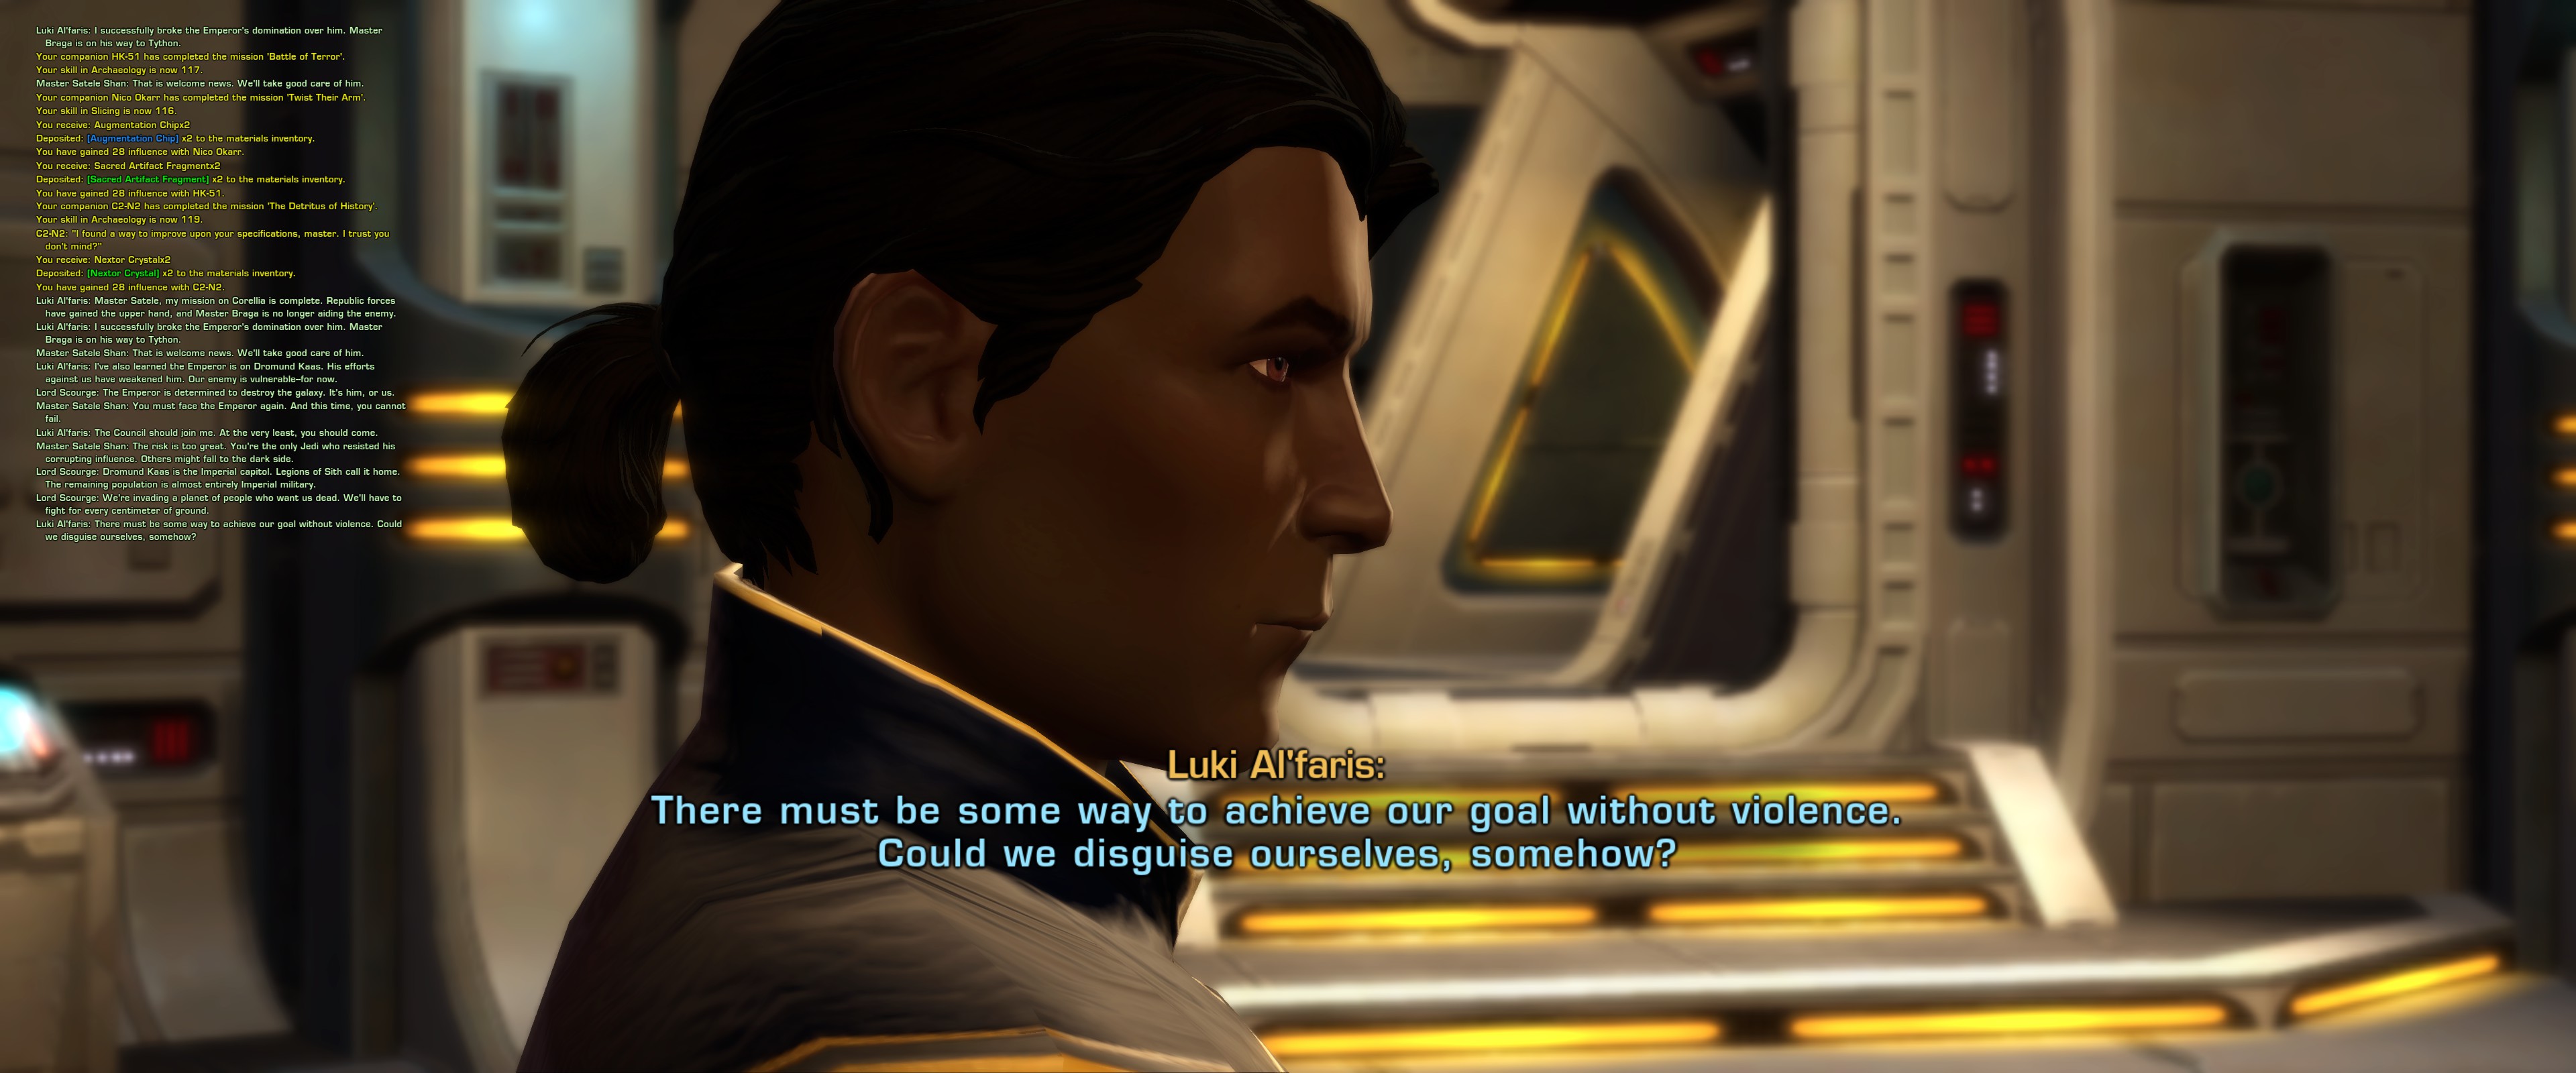 Luki Al'faris: I successfully broke the Emperor's domination over him. Master
Braga is on his way to Tython.
Your companion HK-51 has completed the mission 'Battle of Terror'.
Your skill in Archaeology is now 117.
Master Satele Shan: That is welcome news. We'll take good care of him.
Your companion Nico Okarr has completed the mission 'Twist Their Arm'.
Your skill in Slicing is now 116.
You receive: Augmentation Chipx2
Deposited: [Augmentation Chip] x2 to the materials inventory.
You have gained 28 influence with Nico Okarr.
You receive: Sacred Artifact Fragmentx2
Deposited: [Sacred Artifact Fragment] x2 to the materials inventory.
You have gained 28 influence with HK-51.
Your companion C2-N2 has completed the mission 'The Detritus of History'.
Your skill in Archaeology is now 119.
C2-N2: "I found a way to improve upon your specifications, master. I trust you
don't mind?"
You receive: Nextor Crystalx2
Deposited: [Nextor Crystal] x2 to the materials inventory.
You have gained 28 influence with C2-N2.
Luki Al'faris: Master Satele, my mission on Corellia is complete. Republic forces
have gained the upper hand, and Master Braga is no longer aiding the enemy.
Luki Al'faris: I successfully broke the Emperor's domination over him. Master
Braga is on his way to Tython.
Master Satele Shan: That is welcome news. We'll take good care of him.
Luki Al'faris: I've also learned the Emperor is on Dromund Kaas. His efforts
against us have weakened him. Our enemy is vulnerable–for now.
Lord Scourge: The Emperor is determined to destroy the galaxy. It's him, or us.
Master Satele Shan: You must face the Emperor again. And this time, you cannot
fail.
Luki Al'faris: The Council should join me. At the very least, you should come.
Master Satele Shan: The risk is too great. You're the only Jedi who resisted his
corrupting influence. Others might fall to the dark side.
Lord Scourge: Dromund Kaas is the Imperial capitol. Legions of Sith call it home.
The remaining population is almost entirely Imperial military.
Lord Scourge: We're invading a planet of people who want us dead. We'll have to
fight for every centimeter of ground.
Luki Al'faris: There must be some way to achieve our goal without violence. Could
we disguise ourselves, somehow?
Luki Al'faris:
There must be some way to achieve our goal without violence.
Could we disguise ourselves, somehow?